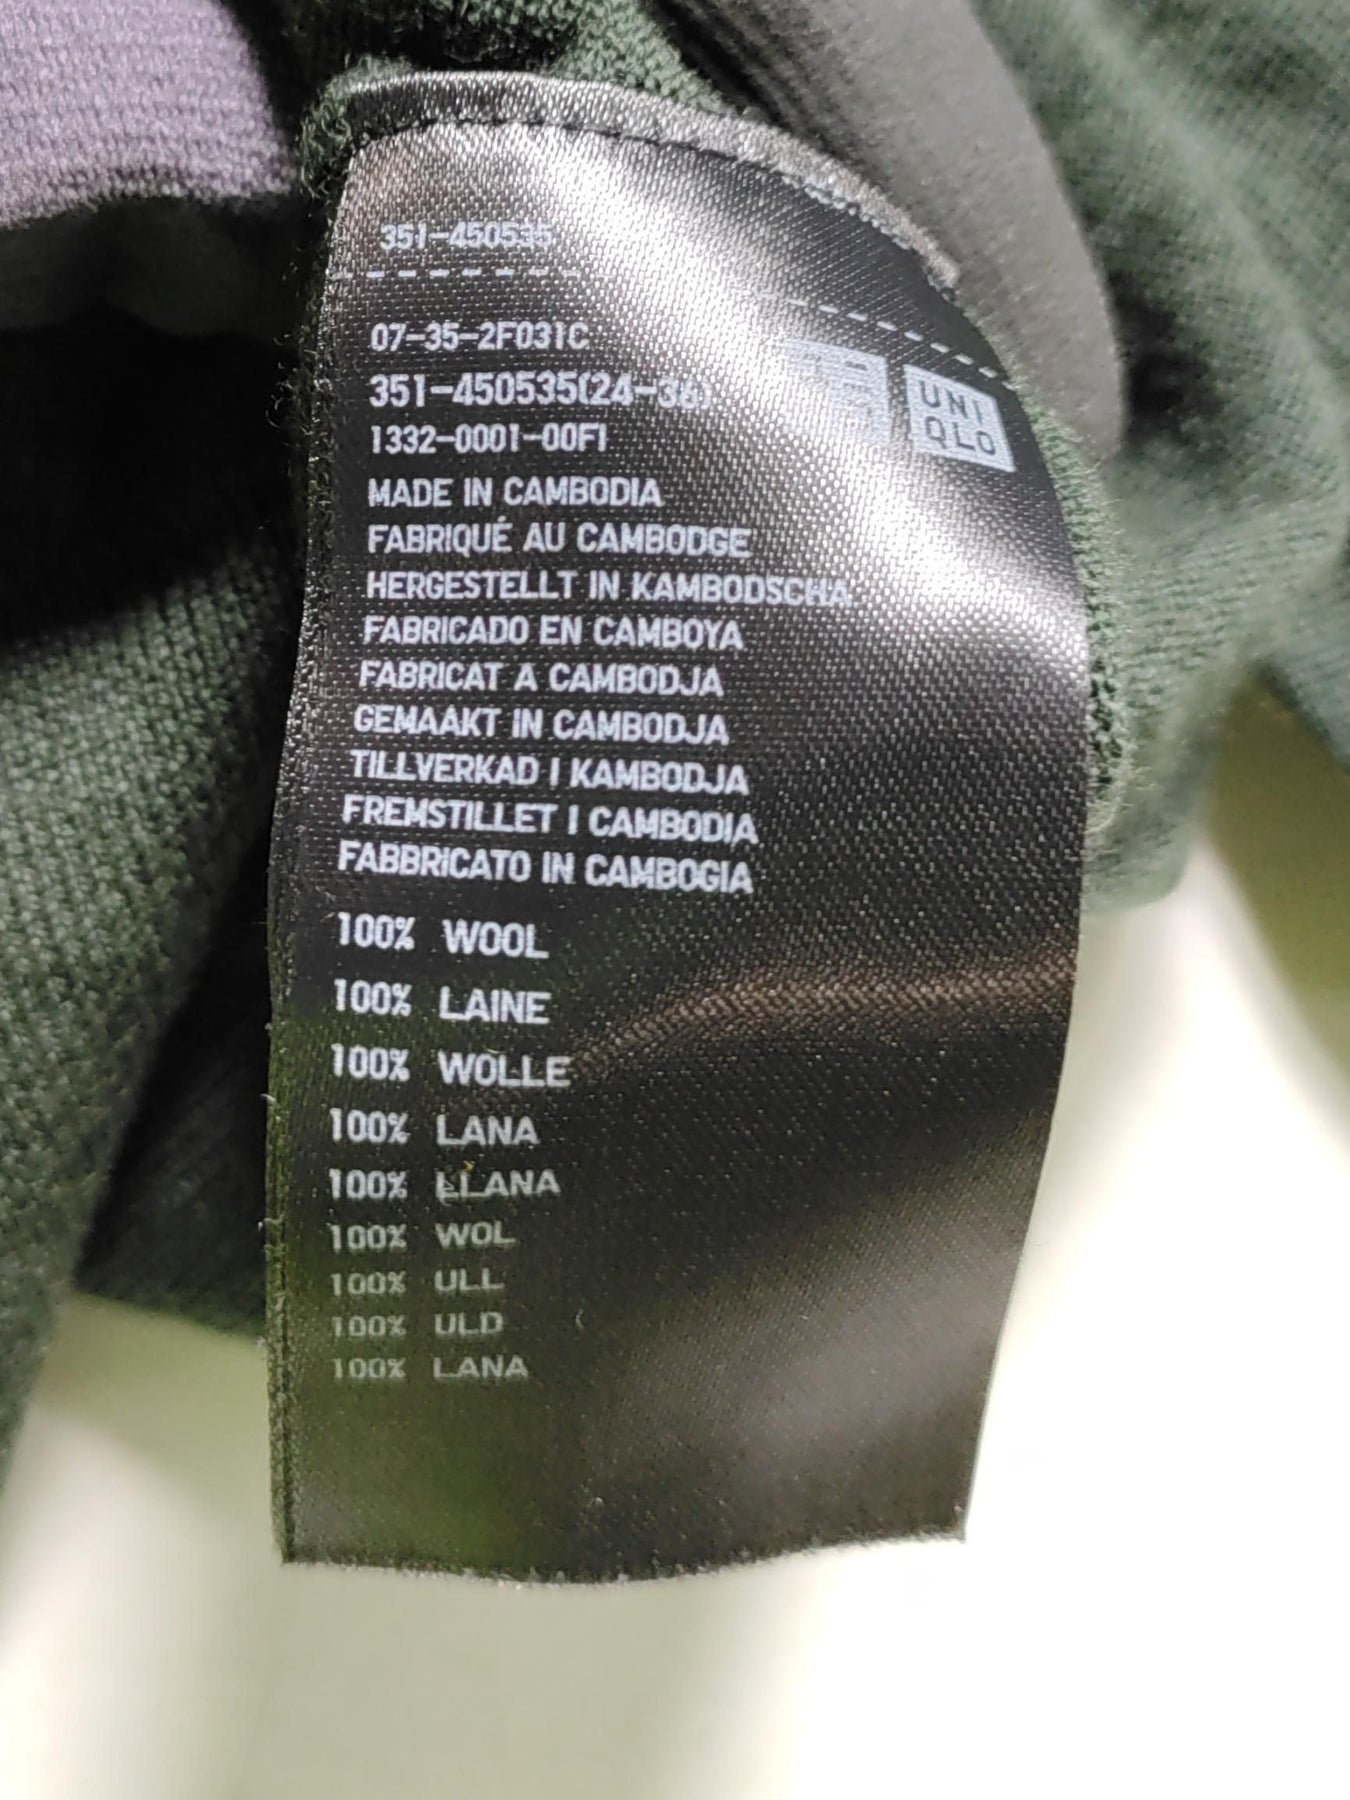 351-450535
07-35-2F031C
351-450535(24-36)
1332-0001-00F1
UNI
QLO
MADE IN CAMBODIA
FABRIQUÉ AU CAMBODGE
HERGESTELLT IN KAMBODSCHA
FABRICADO EN CAMBOYA
FABRICAT A CAMBODJA
GEMAAKT IN CAMBODJA
TILLVERKAD I KAMBODJA
FREMSTILLET I CAMBODIA
FABBRICATO IN CAMBOGIA
100% WOOL
100% LAINE
100% WOLLE
100% LANA
100% LLANA
100% WOL
100% ULL
100% ULD
100% LANA